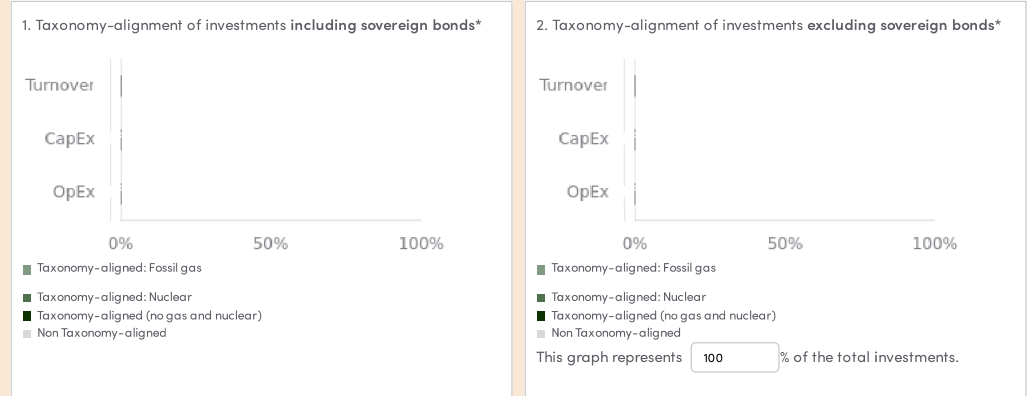 1. Taxonomy-alignment of investments including sovereign bonds*
Turnover
CapEx
OpEx
0% 50% 100%
Taxonomy-aligned: Fossil gas
Taxonomy-aligned: Nuclear
Taxonomy-aligned (no gas and nuclear)
Non Taxonomy-aligned
2. Taxonomy-alignment of investments excluding sovereign bonds*
Turnover
CapEx
OpEx
0% 50% 100%
Taxonomy-aligned: Fossil gas
Taxonomy-aligned: Nuclear
Taxonomy-aligned (no gas and nuclear)
Non Taxonomy-aligned
This graph represents 100 % of the total investments.